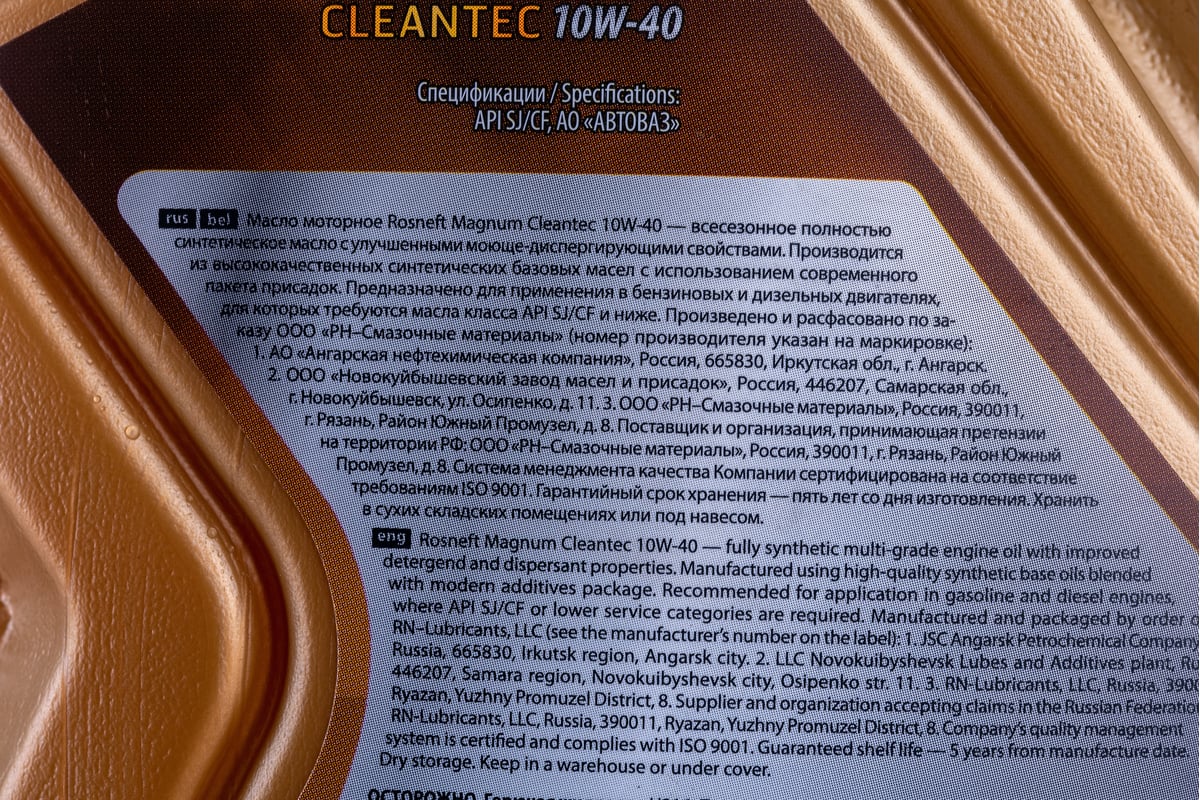 CLEANTEC 10W-40
Спецификации / Specifications:
API SJ/CF, АО «АВТОВАЗ»
rus bel Масло моторное Rosneft Magnum Cleantec 10W-40 — всесезонное полностью
синтетическое масло с улучшенными моюще-диспергирующими свойствами. Производится
из высококачественных синтетических базовых масел с использованием современного
пакета присадок. Предназначено для применения в бензиновых и дизельных двигателях,
для которых требуются масла класса API SJ/CF и ниже. Произведено и расфасовано по за-
казу ООО «РН–Смазочные материалы» (номер производителя указан на маркировке):
1. АО «Ангарская нефтехимическая компания», Россия, 665830, Иркутская обл., г. Ангарск.
2. ООО «Новокуйбышевский завод масел и присадок», Россия, 446207, Самарская обл.,
г. Новокуйбышевск, ул. Осипенко, д. 11. 3. ООО «РН–Смазочные материалы», Россия, 390011,
г. Рязань, Район Южный Промузел, д. 8. Поставщик и организация, принимающая претензии
на территории РФ: ООО «РН–Смазочные материалы», Россия, 390011, г. Рязань, Район Южный
Промузел, д. 8. Система менеджмента качества Компании сертифицирована на соответствие
требованиям ISO 9001. Гарантийный срок хранения — пять лет со дня изготовления. Хранить
в сухих складских помещениях или под навесом.
eng Rosneft Magnum Cleantec 10W-40 — fully synthetic multi-grade engine oil with improved
detergend and dispersant properties. Manufactured using high-quality synthetic base oils blended
with modern additives package. Recommended for application in gasoline and diesel engines,
where API SJ/CF or lower service categories are required. Manufactured and packaged by order
RN–Lubricants, LLC (see the manufacturer's number on the label): 1. JSC Angarsk Petrochemical Company,
Russia, 665830, Irkutsk region, Angarsk city. 2. LLC Novokuibyshevsk Lubes and Additives plant,
446207, Samara region, Novokuibyshevsk city, Osipenko str. 11. 3. RN-Lubricants, LLC, Russia,
Ryazan, Yuzhny Promuzel District, 8. Supplier and organization accepting claims in the Russian
RN-Lubricants, LLC, Russia, 390011, Ryazan, Yuzhny Promuzel District, 8. Company's quality management
system is certified and complies with ISO 9001. Guaranteed shelf life — 5 years from manufacture date.
Dry storage. Keep in a warehouse or under cover.
ОСТОРОЖНО.